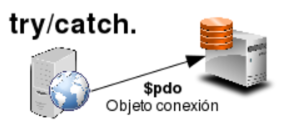 try/catch.
$pdo
Objeto conexión